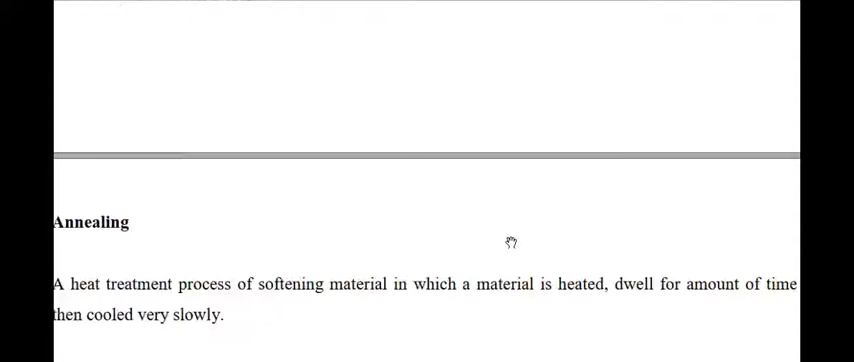 Annealing
A heat treatment process of softening material in which a material is heated, dwell for amount of time
then cooled very slowly.